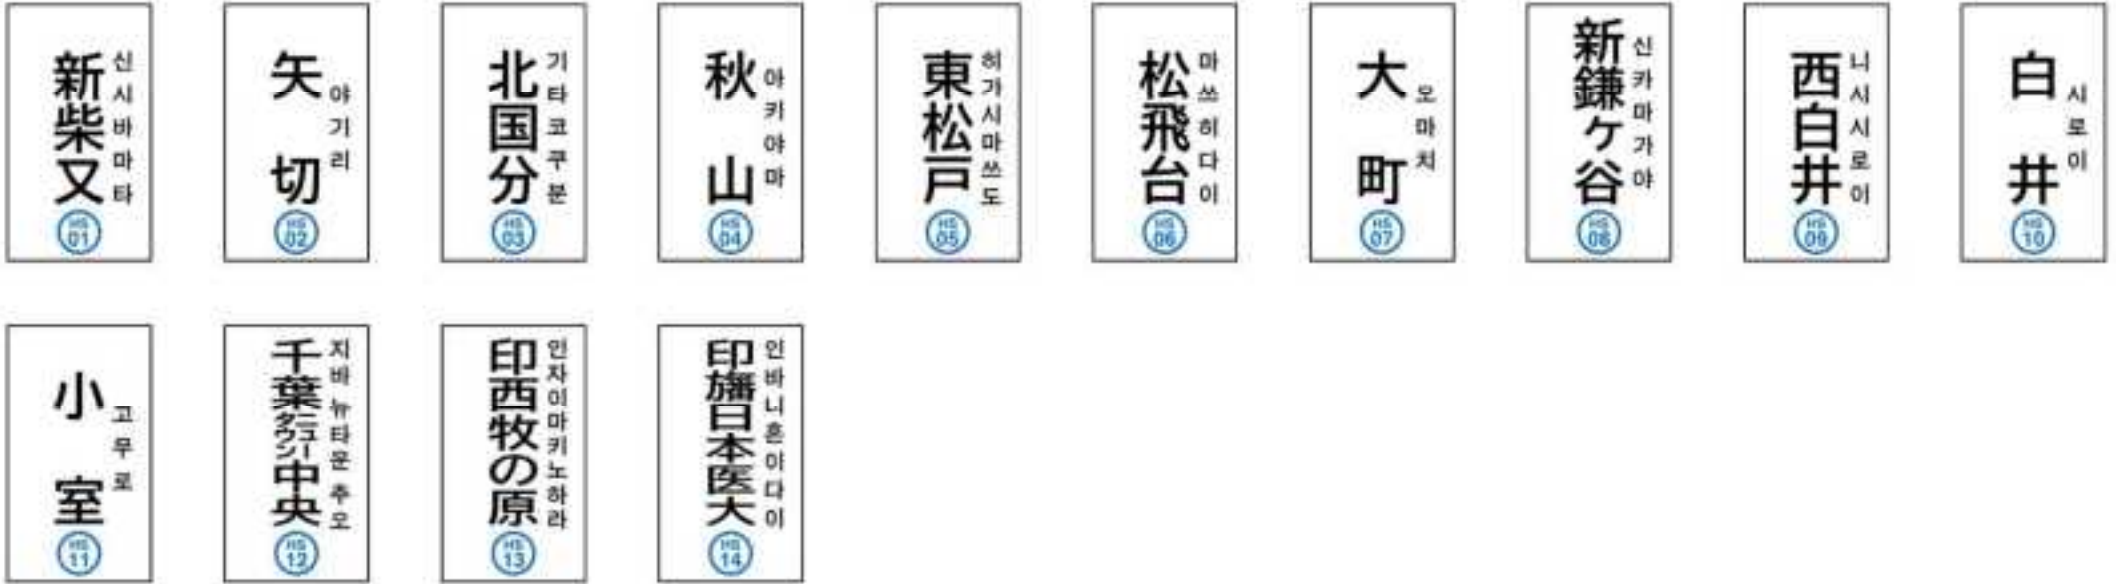 新柴又
신시바마타
HS
01
矢切
야기리
HS
02
北国分
기타코쿠분
HS
03
秋山
아키야마
HS
04
東松戸
히가시마쓰도
HS
05
松飛台
마쓰히다이
HS
06
大町
오마치
HS
07
新鎌ヶ谷
신카마가야
HS
08
西白井
니시시로이
HS
09
白井
시로이
HS
10
小室
고무로
HS
11
千葉ニュータウン中央
지바 뉴타운 추오
HS
12
印西牧の原
인자이마키노하라
HS
13
印旛日本医大
인바니혼이다이
HS
14